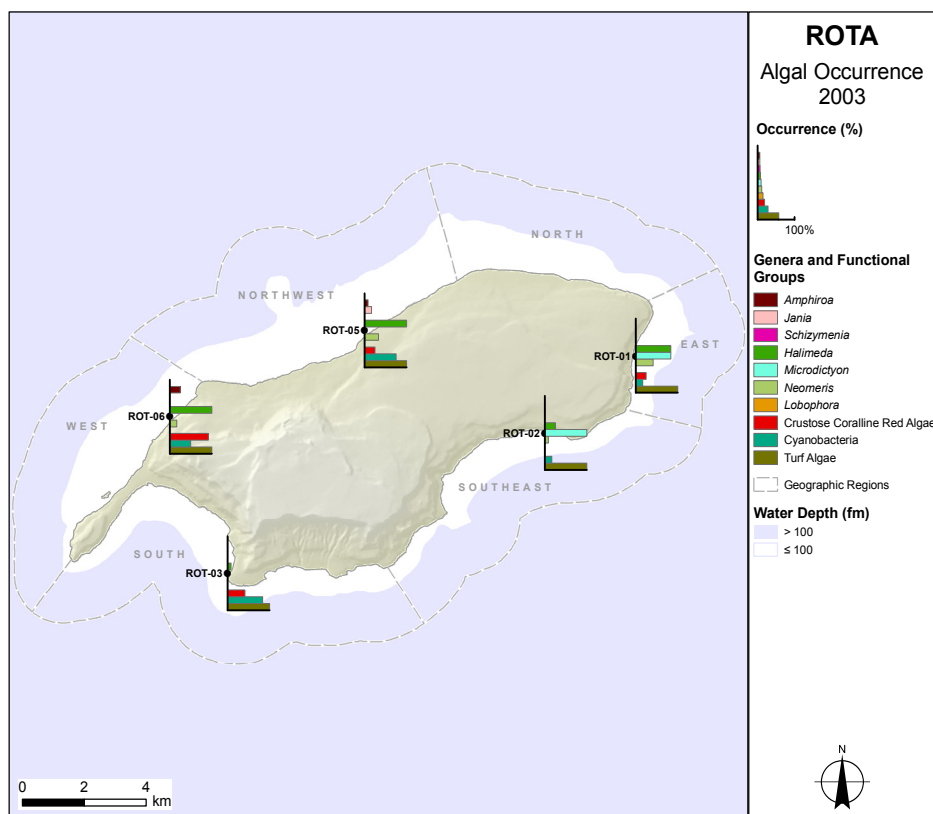 ROTA
Algal Occurrence
2003
Occurrence (%)
100%
Genera and Functional
Groups
Amphiroa
Jania
Schizymenia
Halimeda
Microdictyon
Neomeris
Lobophora
Crustose Coralline Red Algae
Cyanobacteria
Turf Algae
Geographic Regions
Water Depth (fm)
> 100
≤ 100
N
NORTH
NORTHWEST
ROT-05
ROT-01
EAST
WEST
ROT-06
ROT-02
SOUTHEAST
SOUTH
ROT-03
0 2 4
km